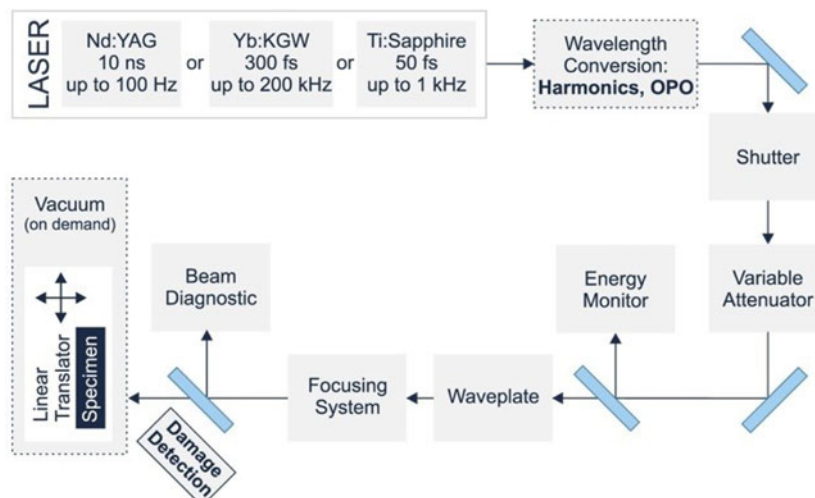 LASER
Nd:YAG
10 ns
up to 100 Hz
or
Yb:KGW
300 fs
up to 200 kHz
or
Ti:Sapphire
50 fs
up to 1 kHz
Wavelength
Conversion:
Harmonics, OPO
Shutter
Variable
Attenuator
Energy
Monitor
Waveplate
Focusing
System
Beam
Diagnostic
Damage
Detection
Vacuum
(on demand)
Linear
Translator
Specimen